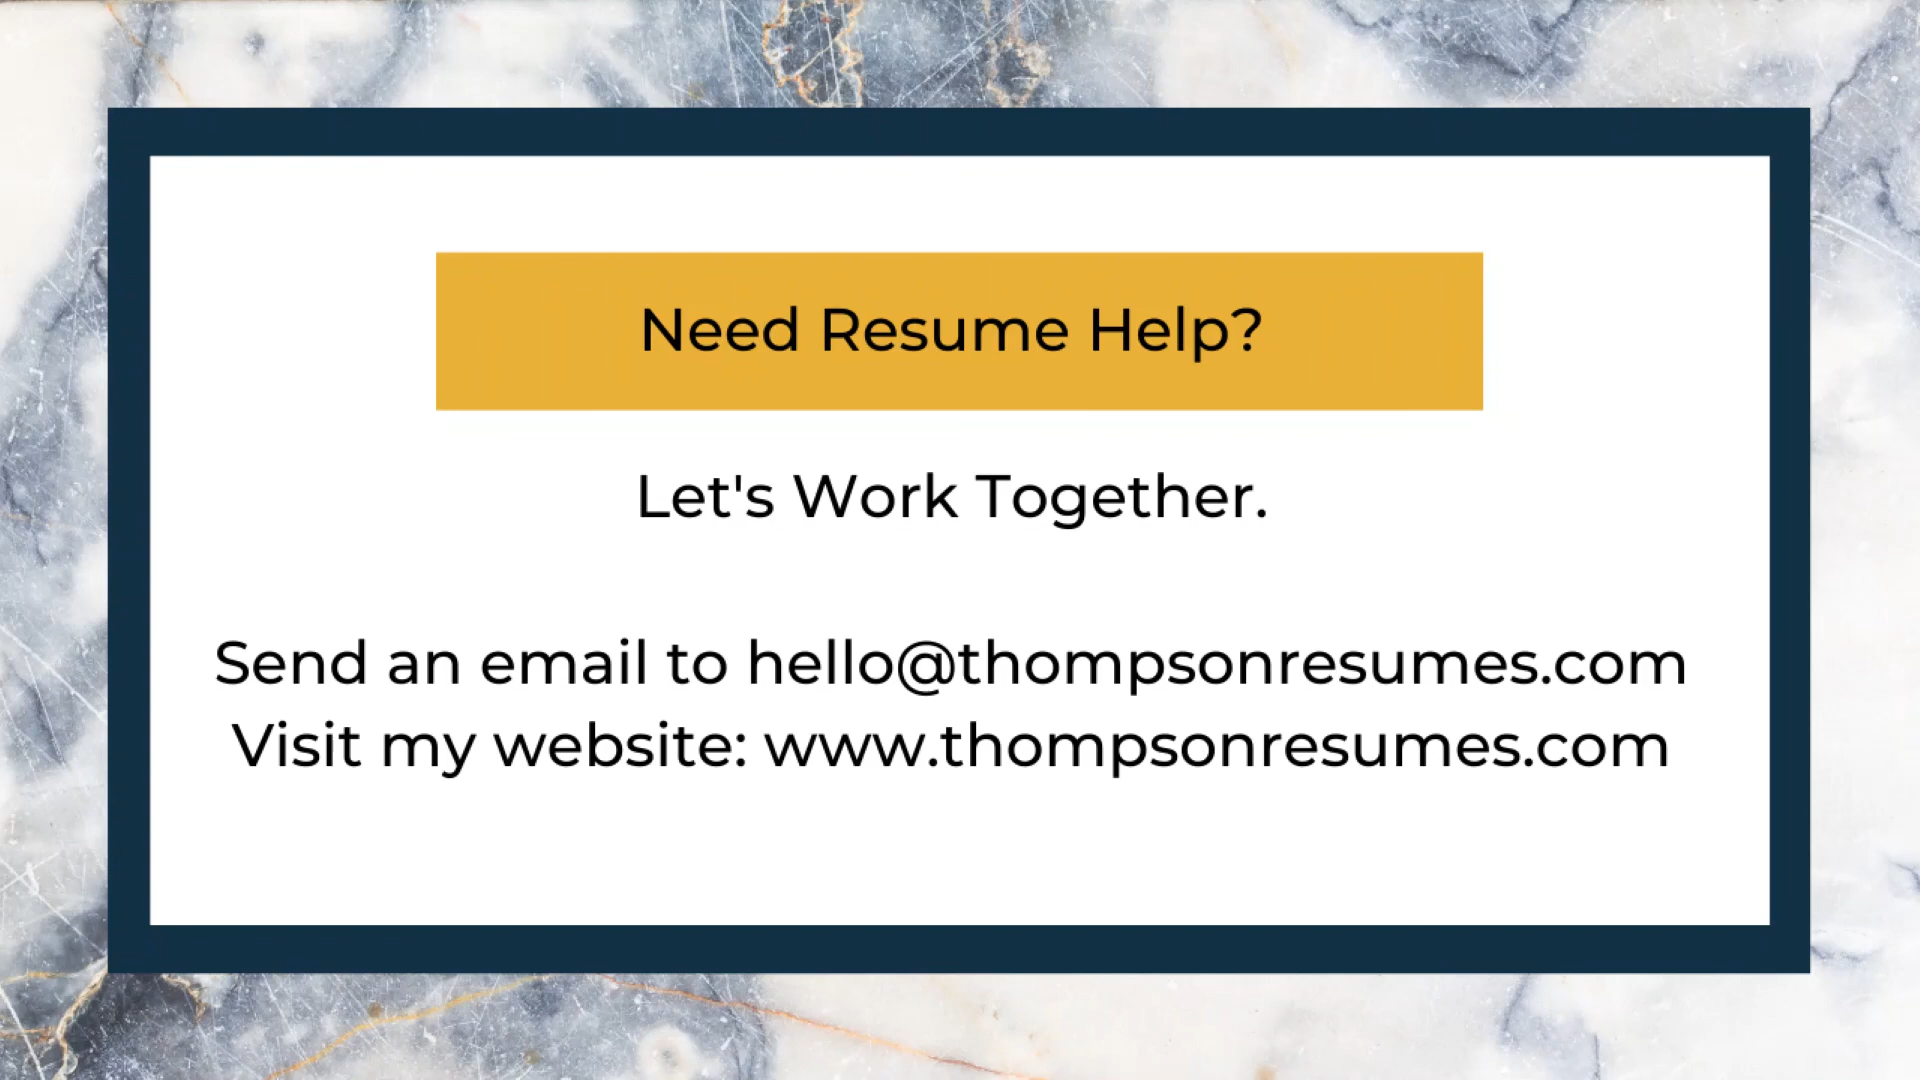 Need Resume Help?
Let's Work Together.
Send an email to hello@thompsonresumes.com
Visit my website: www.thompsonresumes.com